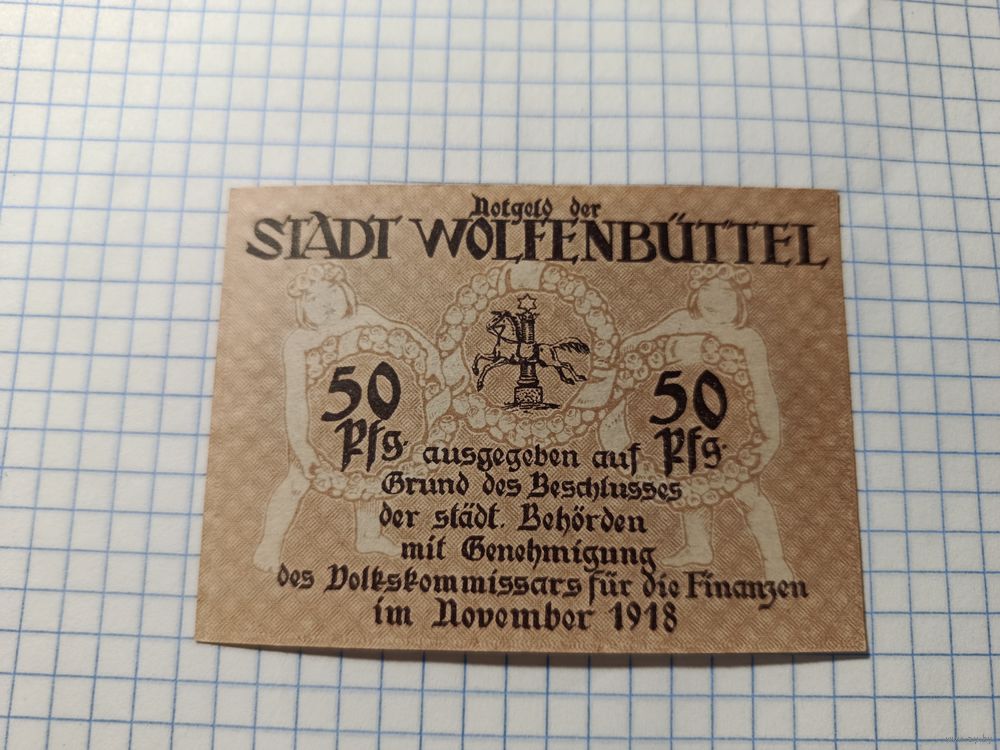 Notgeld der
STADT WOLFENBÜTTEL
50 Pfg.
50 Pfg.
ausgegeben auf
Grund des Beschlusses
der städt. Behörden
mit Genehmigung
des Volkskommissars für die Finanzen
im November 1918